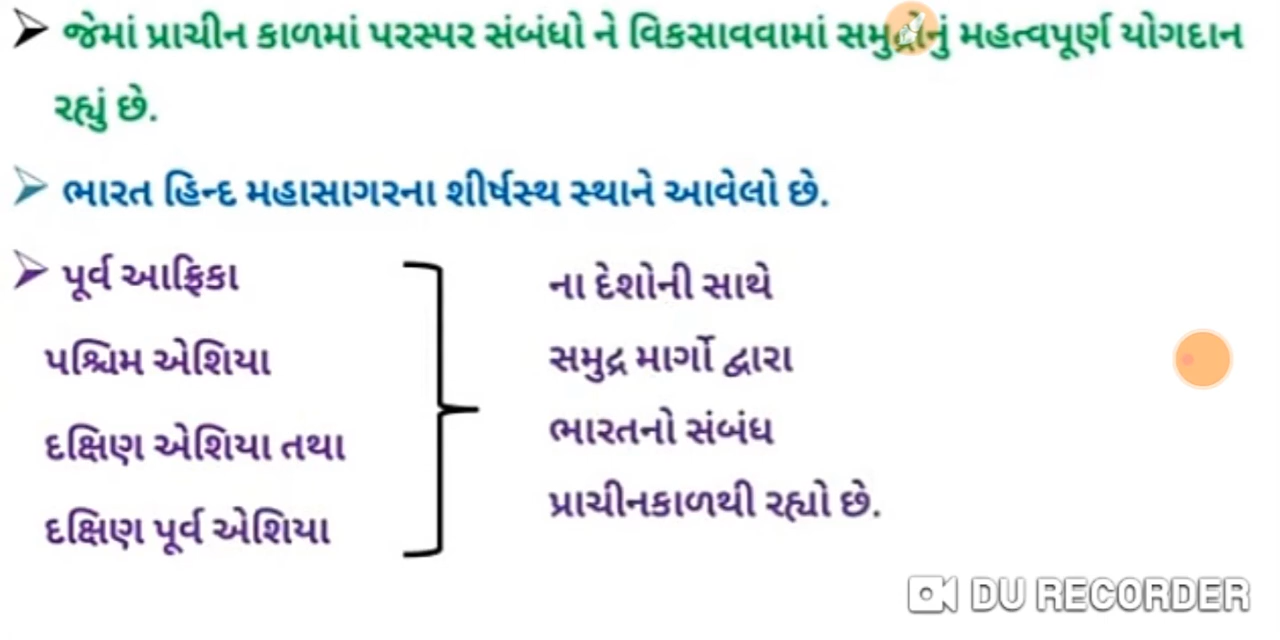 જેમાં પ્રાચીન કાળમાં પરસ્પર સંબંધો ને વિકસાવવામાં સમુદ્રોનું મહત્વપૂર્ણ યોગદાન
રહ્યું છે.
ભારત હિન્દ મહાસાગરના શીર્ષસ્થ સ્થાને આવેલો છે.
પૂર્વ આફ્રિકા
પશ્ચિમ એશિયા
દક્ષિણ એશિયા તથા
દક્ષિણ પૂર્વ એશિયા
ના દેશોની સાથે
સમુદ્ર માર્ગો દ્વારા
ભારતનો સંબંધ
પ્રાચીનકાળથી રહ્યો છે.
DU RECORDER